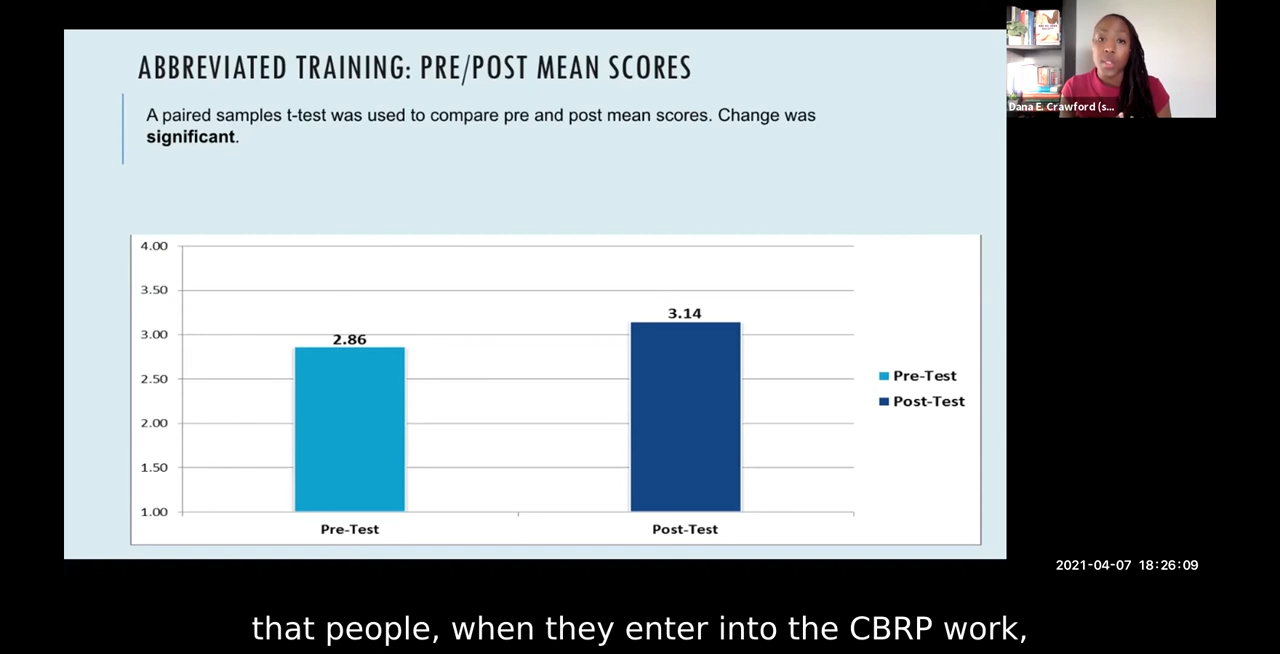 ABBREVIATED TRAINING: PRE/POST MEAN SCORES
A paired samples t-test was used to compare pre and post mean scores. Change was
significant.
4.00
3.50
3.00
2.50
2.00
1.50
1.00
2.86
3.14
Pre-Test
Post-Test
Pre-Test
Post-Test
Dana E. Crawford (s...
2021-04-07 18:26:09
that people, when they enter into the CBRP work,